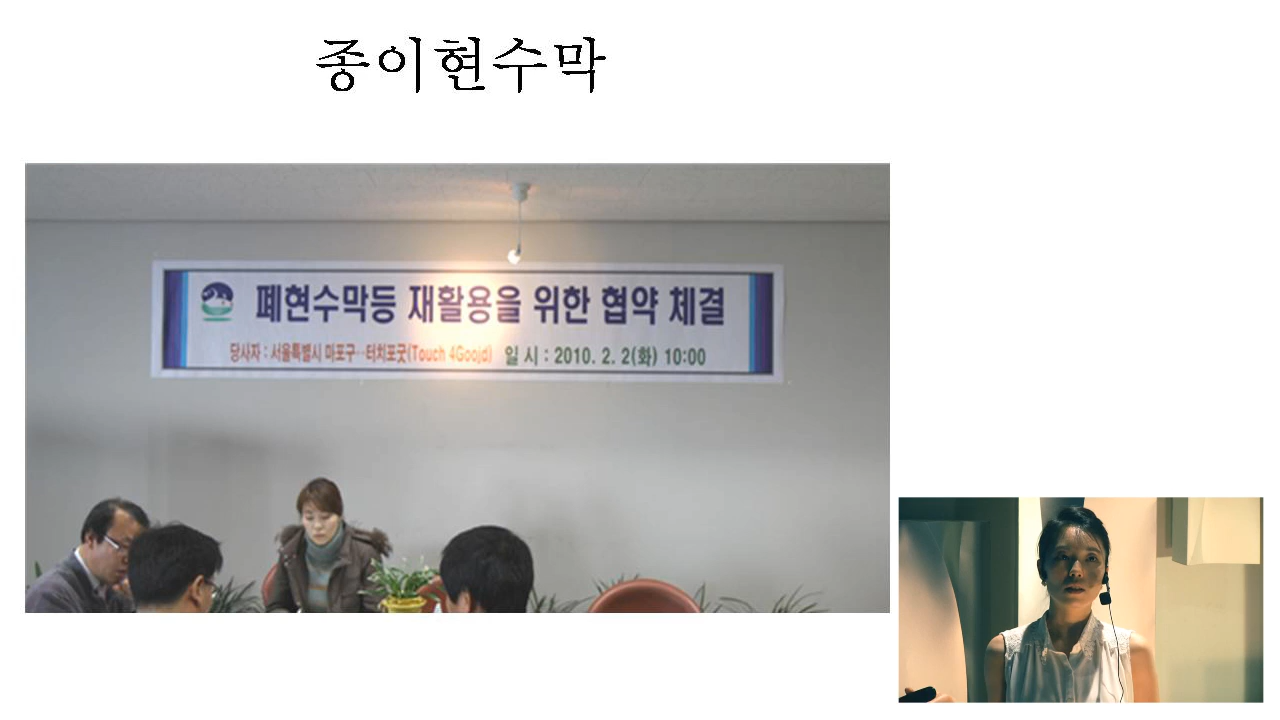 종이현수막
폐현수막등 재활용을 위한 협약 체결
당사자 : 서울특별시 마포구--터치포굿(Touch 4Goojd) 일 시 : 2010. 2. 2(화) 10:00